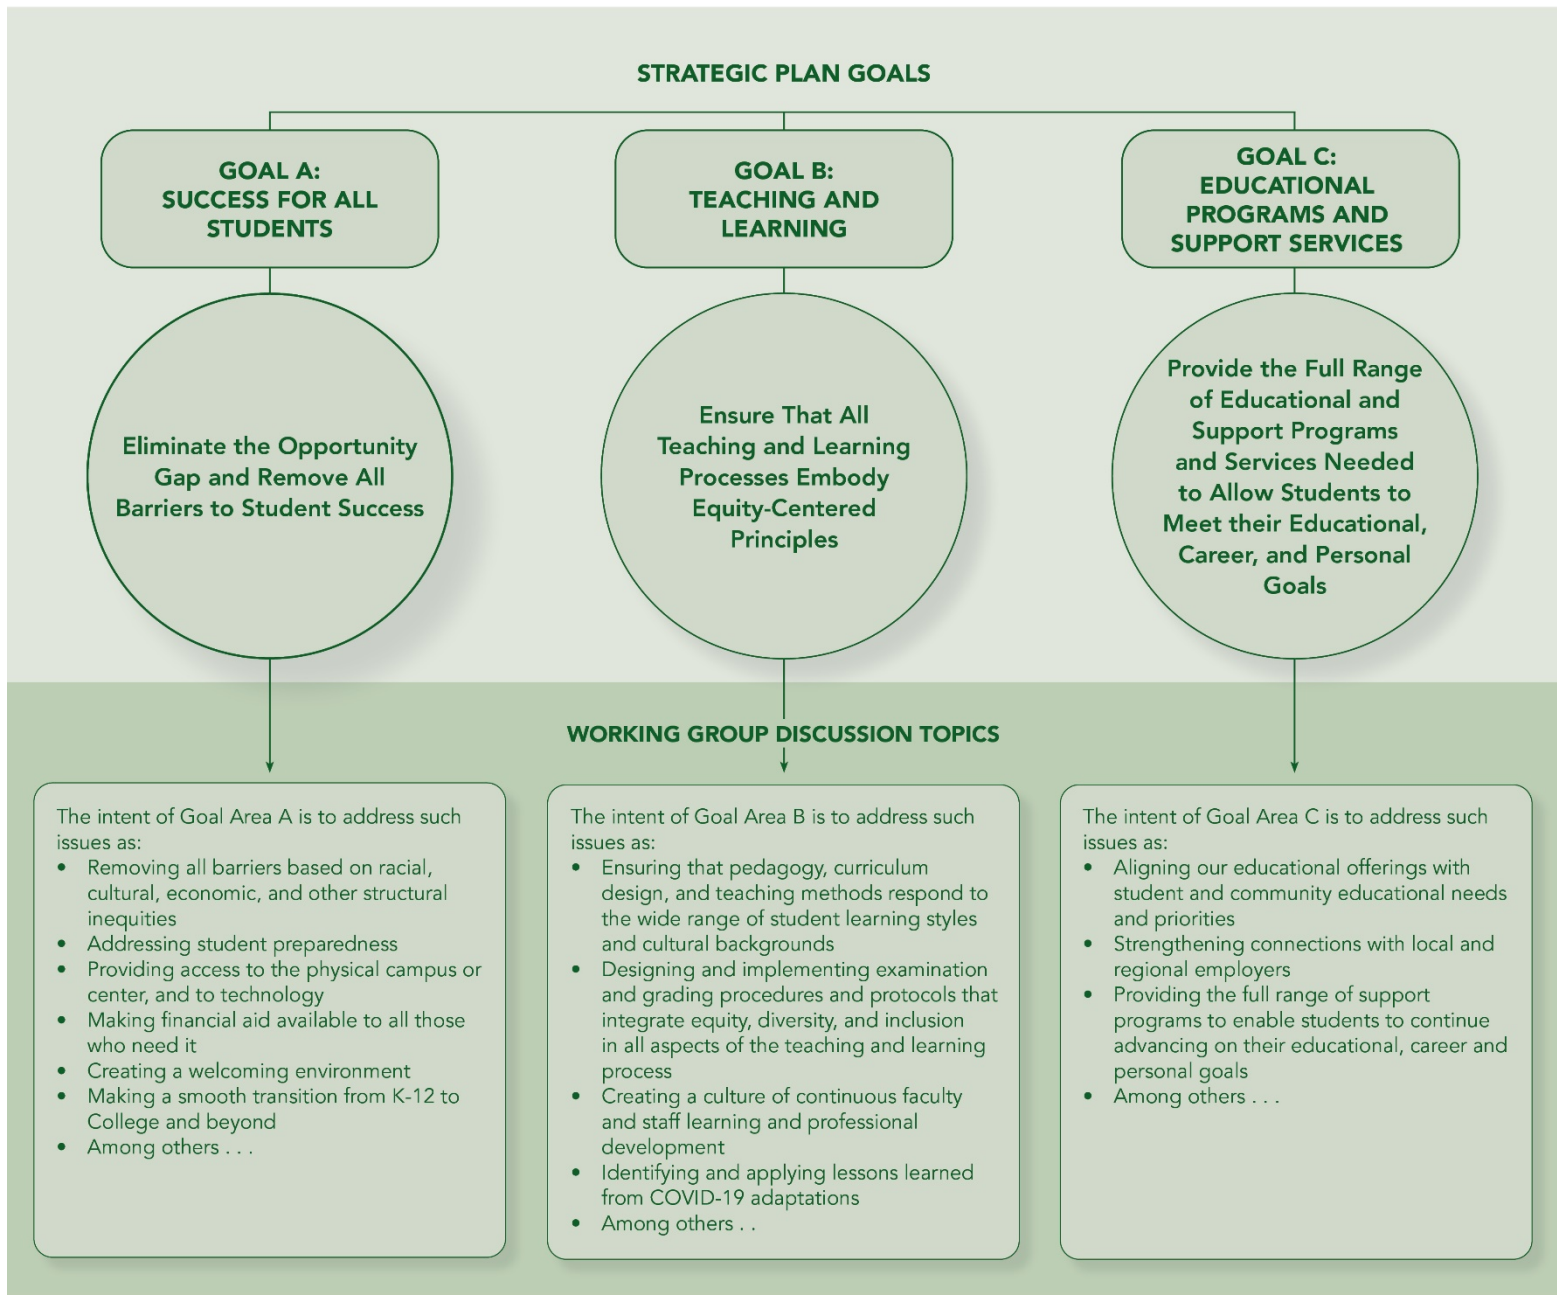 STRATEGIC PLAN GOALS
GOAL A:
SUCCESS FOR ALL
STUDENTS
GOAL B:
TEACHING AND
LEARNING
GOAL C:
EDUCATIONAL
PROGRAMS AND
SUPPORT SERVICES
Eliminate the Opportunity
Gap and Remove All
Barriers to Student Success
Ensure That All
Teaching and Learning
Processes Embody
Equity-Centered
Principles
Provide the Full Range
of Educational and
Support Programs
and Services Needed
to Allow Students to
Meet their Educational,
Career, and Personal
Goals
WORKING GROUP DISCUSSION TOPICS
The intent of Goal Area A is to address such
issues as:
• Removing all barriers based on racial,
cultural, economic, and other structural
inequities
• Addressing student preparedness
• Providing access to the physical campus or
center, and to technology
• Making financial aid available to all those
who need it
• Creating a welcoming environment
• Making a smooth transition from K-12 to
College and beyond
• Among others . . .
The intent of Goal Area B is to address such
issues as:
• Ensuring that pedagogy, curriculum
design, and teaching methods respond to
the wide range of student learning styles
and cultural backgrounds
• Designing and implementing examination
and grading procedures and protocols that
integrate equity, diversity, and inclusion
in all aspects of the teaching and learning
process
• Creating a culture of continuous faculty
and staff learning and professional
development
• Identifying and applying lessons learned
from COVID-19 adaptations
• Among others . .
The intent of Goal Area C is to address such
issues as:
• Aligning our educational offerings with
student and community educational needs
and priorities
• Strengthening connections with local and
regional employers
• Providing the full range of support
programs to enable students to continue
advancing on their educational, career and
personal goals
• Among others . . .